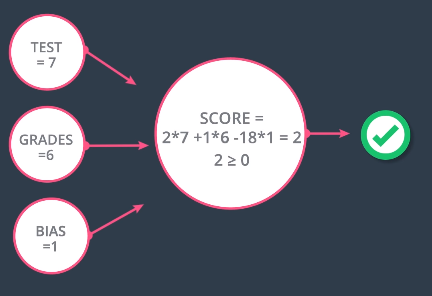 TEST
= 7
GRADES
=6
BIAS
=1
SCORE =
2*7 +1*6 -18*1 = 2
2 ≥ 0